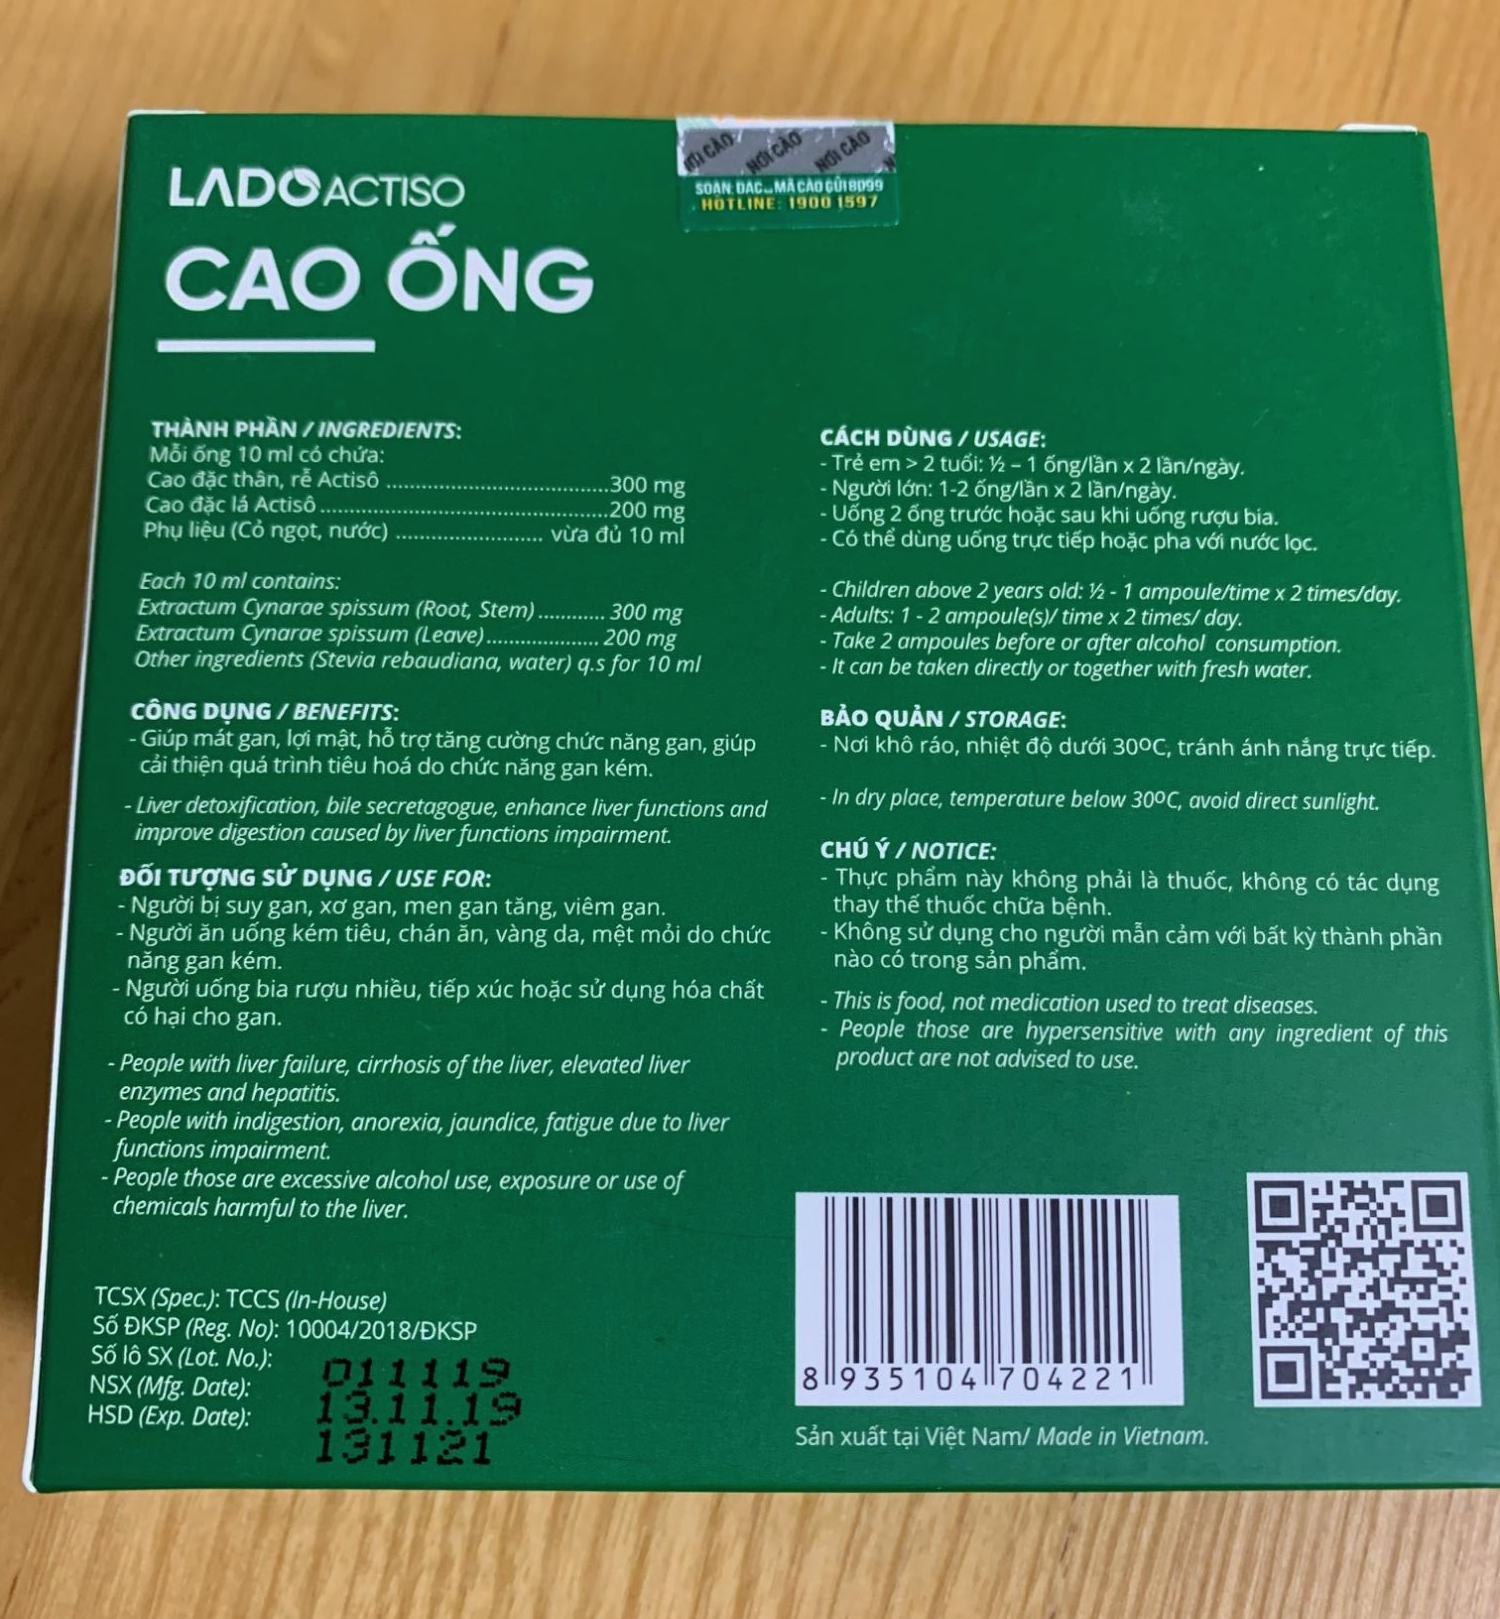 NỘI CÀO NỘI CÀO
SOẠN: DAC
HOTLINE: 1900 1597
LADOACTISO
CAO ỐNG
THÀNH PHẦN / INGREDIENTS:
Mỗi ống 10 ml có chứa:
Cao đặc thân, rễ Actisô ......................................300 mg
Cao đặc lá Actisô.................................................200 mg
Phụ liệu (Cỏ ngọt, nước) ......................... vừa đủ 10 ml
Each 10 ml contains:
Extractum Cynarae spissum (Root, Stem)............ 300 mg
Extractum Cynarae spissum (Leave).................... 200 mg
Other ingredients (Stevia rebaudiana, water) q.s for 10 ml
CÔNG DỤNG / BENEFITS:
- Giúp mát gan, lợi mật, hỗ trợ tăng cường chức năng gan, giúp
cải thiện quá trình tiêu hoá do chức năng gan kém.
- Liver detoxification, bile secretagogue, enhance liver functions and
improve digestion caused by liver functions impairment.
ĐỐI TƯỢNG SỬ DỤNG / USE FOR:
- Người bị suy gan, xơ gan, men gan tăng, viêm gan.
- Người ăn uống kém tiêu, chán ăn, vàng da, mệt mỏi do chức
năng gan kém.
- Người uống bia rượu nhiều, tiếp xúc hoặc sử dụng hóa chất
có hại cho gan.
- People with liver failure, cirrhosis of the liver, elevated liver
enzymes and hepatitis.
- People with indigestion, anorexia, jaundice, fatigue due to liver
functions impairment.
- People those are excessive alcohol use, exposure or use of
chemicals harmful to the liver.
TCSX (Spec.): TCCS (In-House)
Số ĐKSP (Reg. No): 10004/2018/ĐKSP
Số lô SX (Lot. No.): 011119
NSX (Mfg. Date): 13.11.19
HSD (Exp. Date): 131121
CÁCH DÙNG / USAGE:
- Trẻ em > 2 tuổi: ½ – 1 ống/lần x 2 lần/ngày.
- Người lớn: 1-2 ống/lần x 2 lần/ngày.
- Uống 2 ống trước hoặc sau khi uống rượu bia.
- Có thể dùng uống trực tiếp hoặc pha với nước lọc.
- Children above 2 years old: ½ - 1 ampoule/time x 2 times/day.
- Adults: 1 - 2 ampoule(s)/ time x 2 times/ day.
- Take 2 ampoules before or after alcohol consumption.
- It can be taken directly or together with fresh water.
BẢO QUẢN / STORAGE:
- Nơi khô ráo, nhiệt độ dưới 30ºC, tránh ánh nắng trực tiếp.
- In dry place, temperature below 30ºC, avoid direct sunlight.
CHÚ Ý / NOTICE:
- Thực phẩm này không phải là thuốc, không có tác dụng
thay thế thuốc chữa bệnh.
- Không sử dụng cho người mẫn cảm với bất kỳ thành phần
nào có trong sản phẩm.
- This is food, not medication used to treat diseases.
- People those are hypersensitive with any ingredient of this
product are not advised to use.
8 935104 704221
Sản xuất tại Việt Nam/ Made in Vietnam.